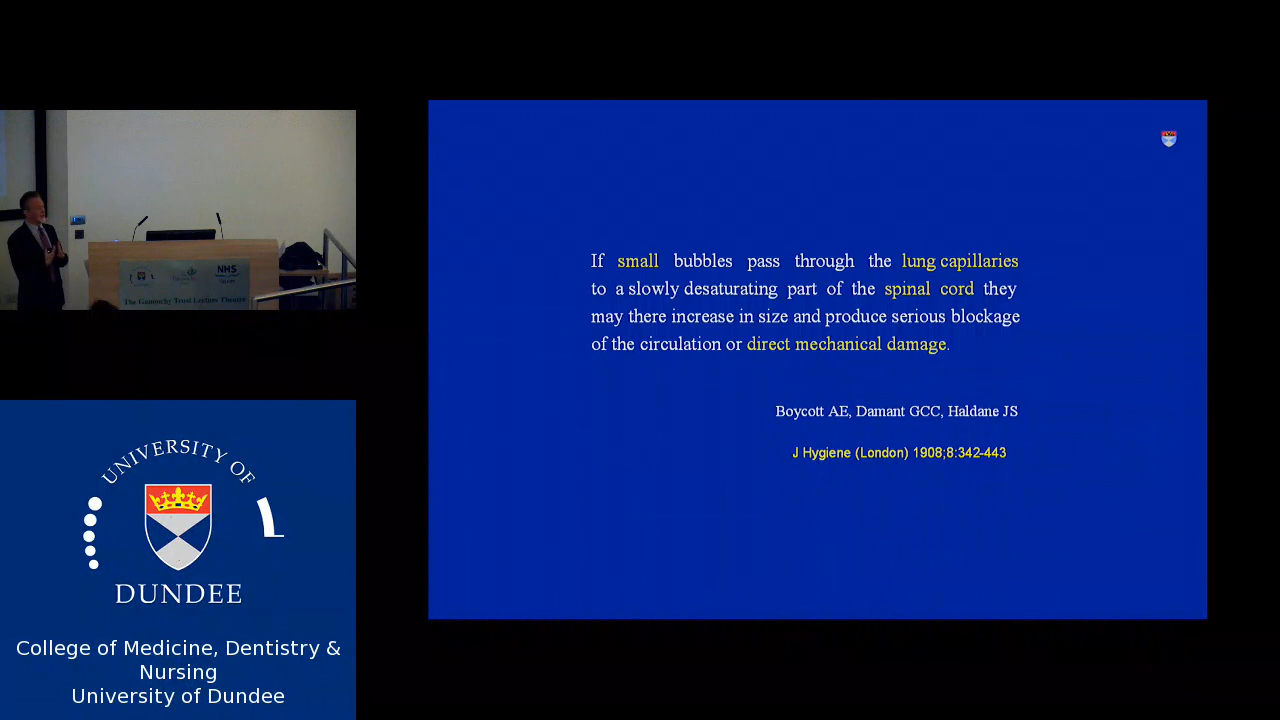 If small bubbles pass through the lung capillaries
to a slowly desaturating part of the spinal cord they
may there increase in size and produce serious blockage
of the circulation or direct mechanical damage.
Boycott AE, Damant GCC, Haldane JS
J Hygiene (London) 1908;8:342-443
NHS
The Gannochy Trust Lecture Theatre
UNIVERSITY OF
DUNDEE
College of Medicine, Dentistry &
Nursing
University of Dundee